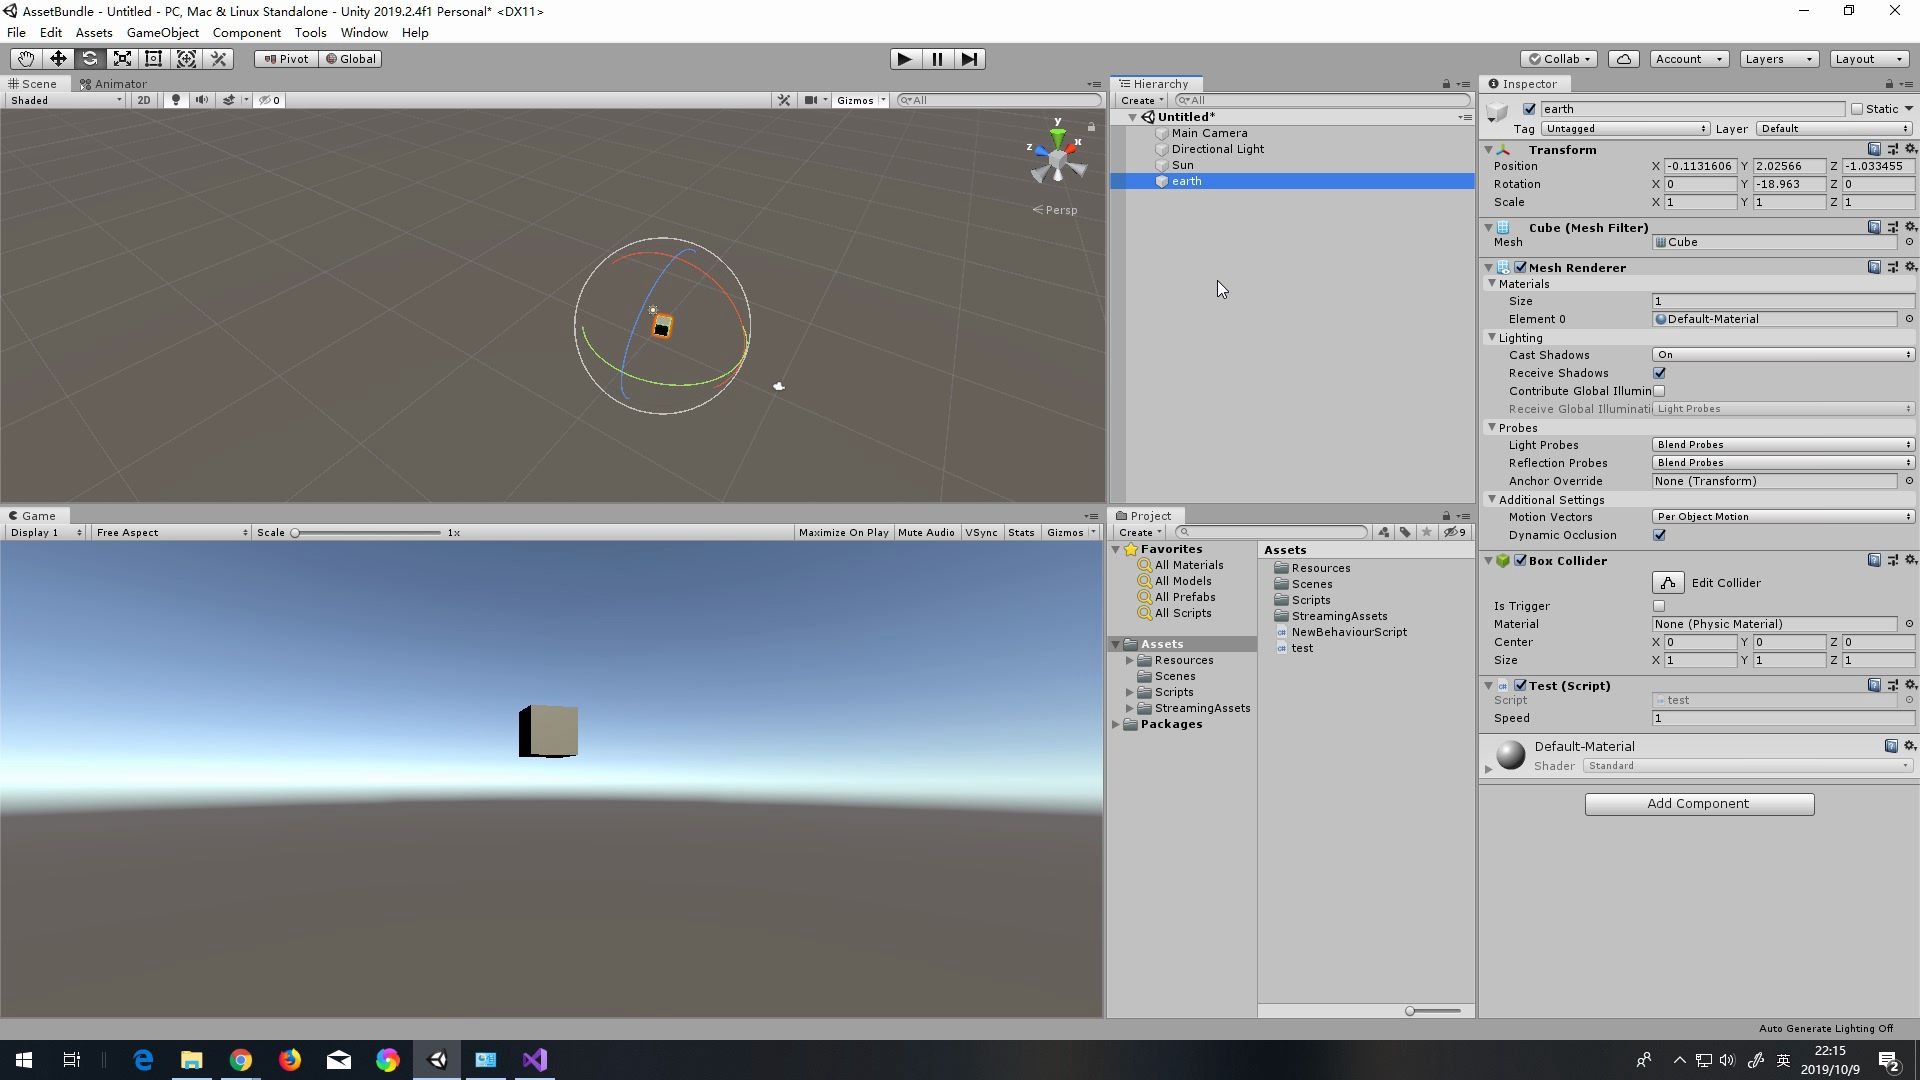 AssetBundle - Untitled - PC, Mac & Linux Standalone - Unity 2019.2.4f1 Personal* <DX11>
File Edit Assets GameObject Component Tools Window Help
Pivot Global Collab Account Layers Layout
Scene Animator
Shaded 2D 0 Gizmos All
y
z x
Persp
Hierarchy
Create All
Untitled*
Main Camera
Directional Light
Sun
earth
Game
Display 1 Free Aspect Scale 1x Maximize On Play Mute Audio VSync Stats Gizmos
Project
Create 9
Favorites
All Materials
All Models
All Prefabs
All Scripts
Assets
Resources
Scenes
Scripts
StreamingAssets
Packages
Assets
Resources
Scenes
Scripts
StreamingAssets
NewBehaviourScript
test
Inspector
earth Static
Tag Untagged Layer Default
Transform
Position X -0.1131606 Y 2.02566 Z -1.033455
Rotation X 0 Y -18.963 Z 0
Scale X 1 Y 1 Z 1
Cube (Mesh Filter)
Mesh Cube
Mesh Renderer
Materials
Size 1
Element 0 Default-Material
Lighting
Cast Shadows On
Receive Shadows
Contribute Global Illumin
Receive Global Illuminati Light Probes
Probes
Light Probes Blend Probes
Reflection Probes Blend Probes
Anchor Override None (Transform)
Additional Settings
Motion Vectors Per Object Motion
Dynamic Occlusion
Box Collider
Edit Collider
Is Trigger
Material None (Physic Material)
Center X 0 Y 0 Z 0
Size X 1 Y 1 Z 1
Test (Script)
Script test
Speed 1
Default-Material
Shader Standard
Add Component
Auto Generate Lighting Off
英
22:15
2019/10/9
2